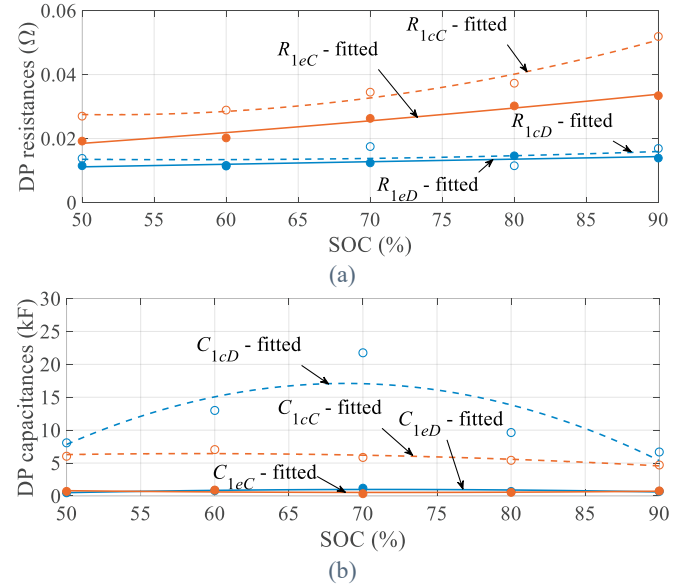 0.06
0.04
0.02
0
DP resistances (Ω)
R1eC - fitted
R1cC - fitted
R1cD - fitted
R1eD - fitted
50 55 60 65 70 75 80 85 90
SOC (%)
(a)
30
25
20
15
10
5
0
DP capacitances (kF)
C1cD - fitted
C1cC - fitted
C1eD - fitted
C1eC - fitted
50 55 60 65 70 75 80 85 90
SOC (%)
(b)